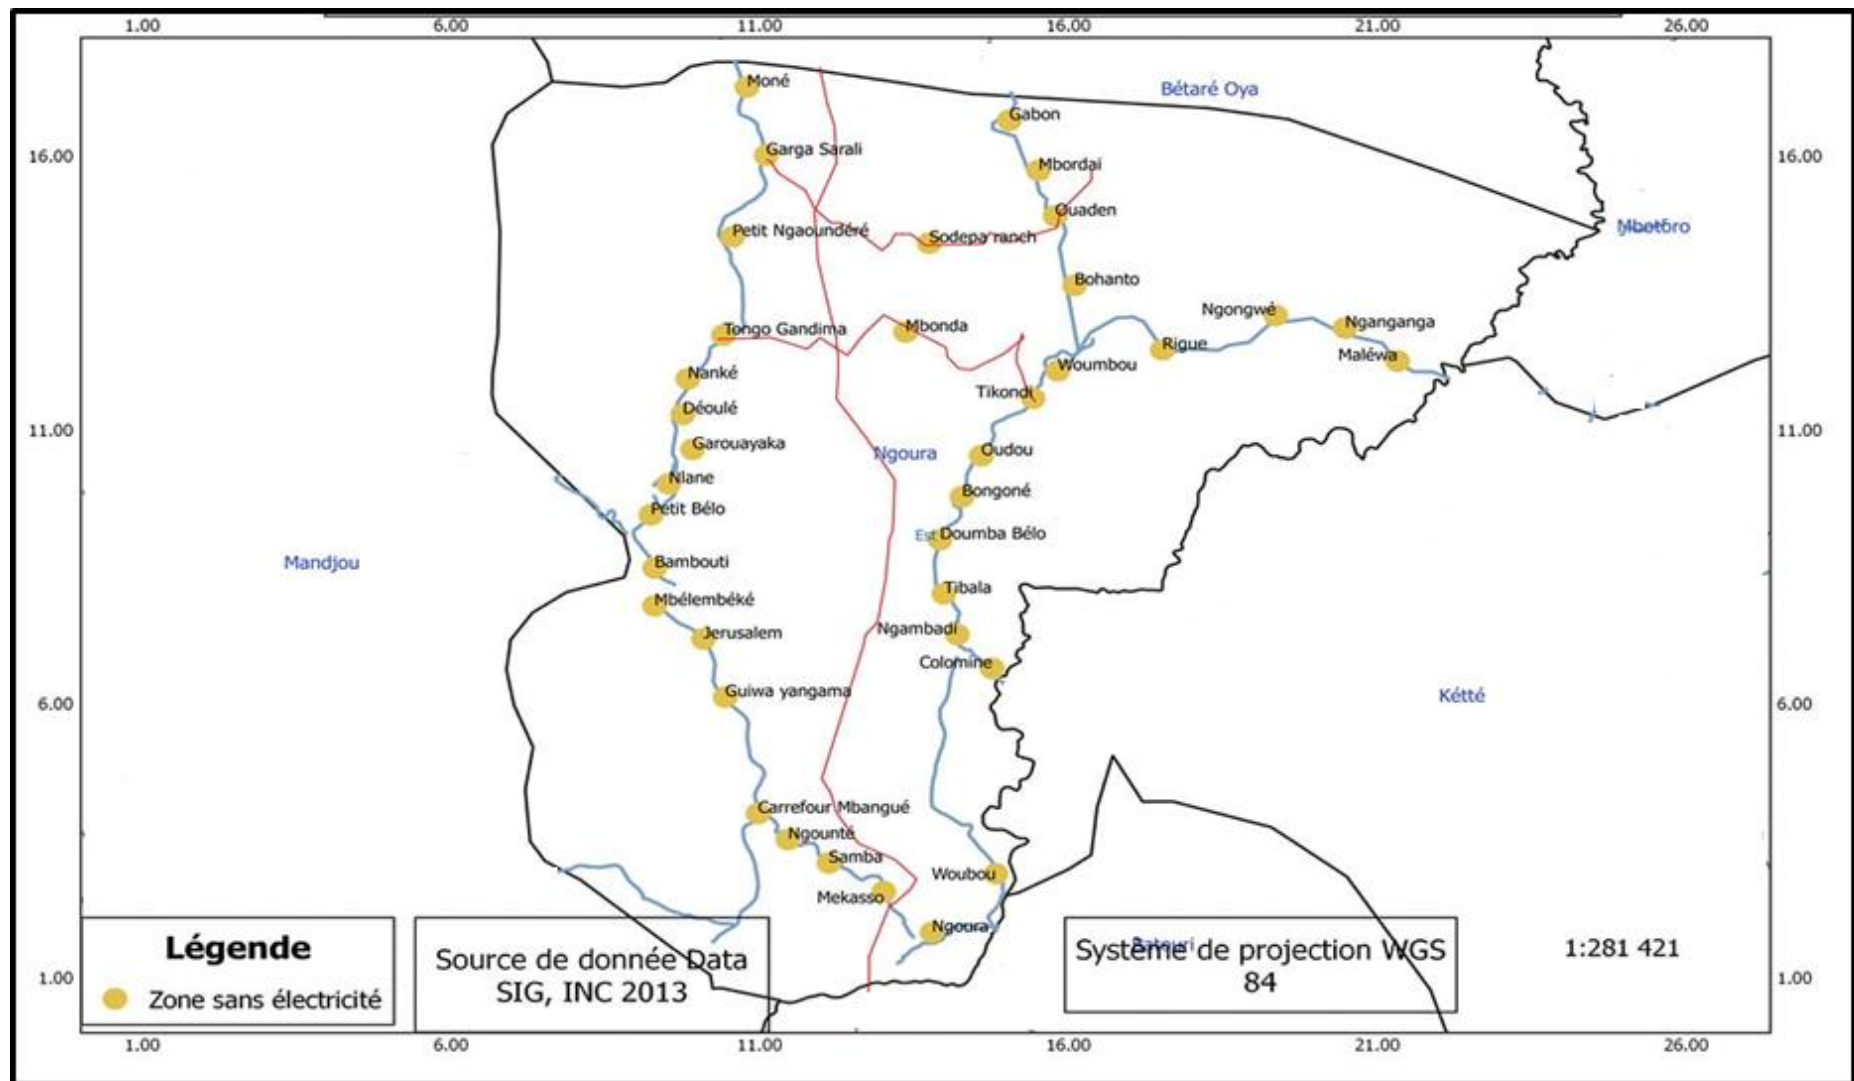 1.00 6.00 11.00 16.00 21.00 26.00
Moné
Bétaré Oya
Gabon
Garga Sarali
16.00
16.00
Mbordai
Ouaden
Petit Ngaoundéré
Sodepa ranch
Bohanto
Ngongwé
Nganganga
Tongo Gandima
Mbonda
Rigue
Maléwa
Woumbou
Nanké
Tikondi
Déoulé
11.00
11.00
Garouayaka
Ngoura
Oudou
Nlane
Bongoné
Petit Bélo
Est
Doumba Bélo
Mandjou
Bambouti
Tibala
Mbélembéké
Jerusalem
Ngambadi
Colomine
Guiwa yangama
Kétté
6.00
6.00
Carrefour Mbangué
Ngounté
Samba
Woubou
Mekasso
Ngoura
Légende
Zone sans électricité
Source de donnée Data
SIG, INC 2013
Système de projection WGS
84
Batouri
1:281 421
1.00
1.00
1.00 6.00 11.00 16.00 21.00 26.00